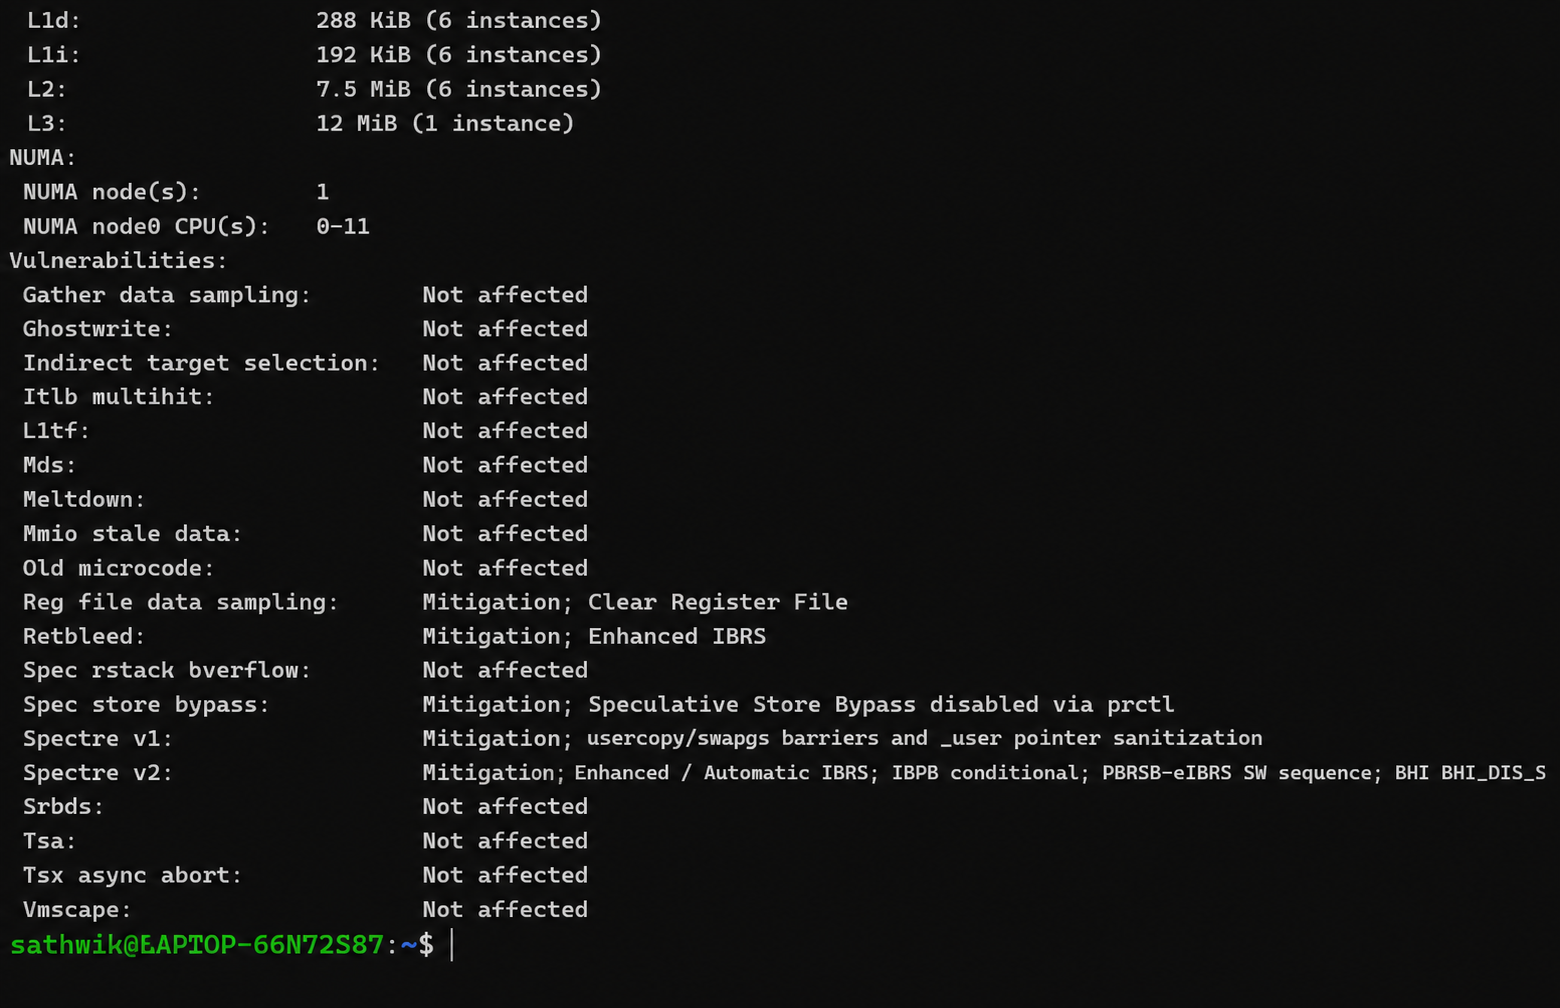 L1d: 288 KiB (6 instances)
L1i: 192 KiB (6 instances)
L2: 7.5 MiB (6 instances)
L3: 12 MiB (1 instance)
NUMA:
NUMA node(s): 1
NUMA node0 CPU(s): 0-11
Vulnerabilities:
Gather data sampling: Not affected
Ghostwrite: Not affected
Indirect target selection: Not affected
Itlb multihit: Not affected
L1tf: Not affected
Mds: Not affected
Meltdown: Not affected
Mmio stale data: Not affected
Old microcode: Not affected
Reg file data sampling: Mitigation; Clear Register File
Retbleed: Mitigation; Enhanced IBRS
Spec rstack bverflow: Not affected
Spec store bypass: Mitigation; Speculative Store Bypass disabled via prctl
Spectre v1: Mitigation; usercopy/swapgs barriers and _user pointer sanitization
Spectre v2: Mitigation; Enhanced / Automatic IBRS; IBPB conditional; PBRSB-eIBRS SW sequence; BHI BHI_DIS_S
Srbds: Not affected
Tsa: Not affected
Tsx async abort: Not affected
Vmscape: Not affected
sathwik@LAPTOP-66N72S87:~$